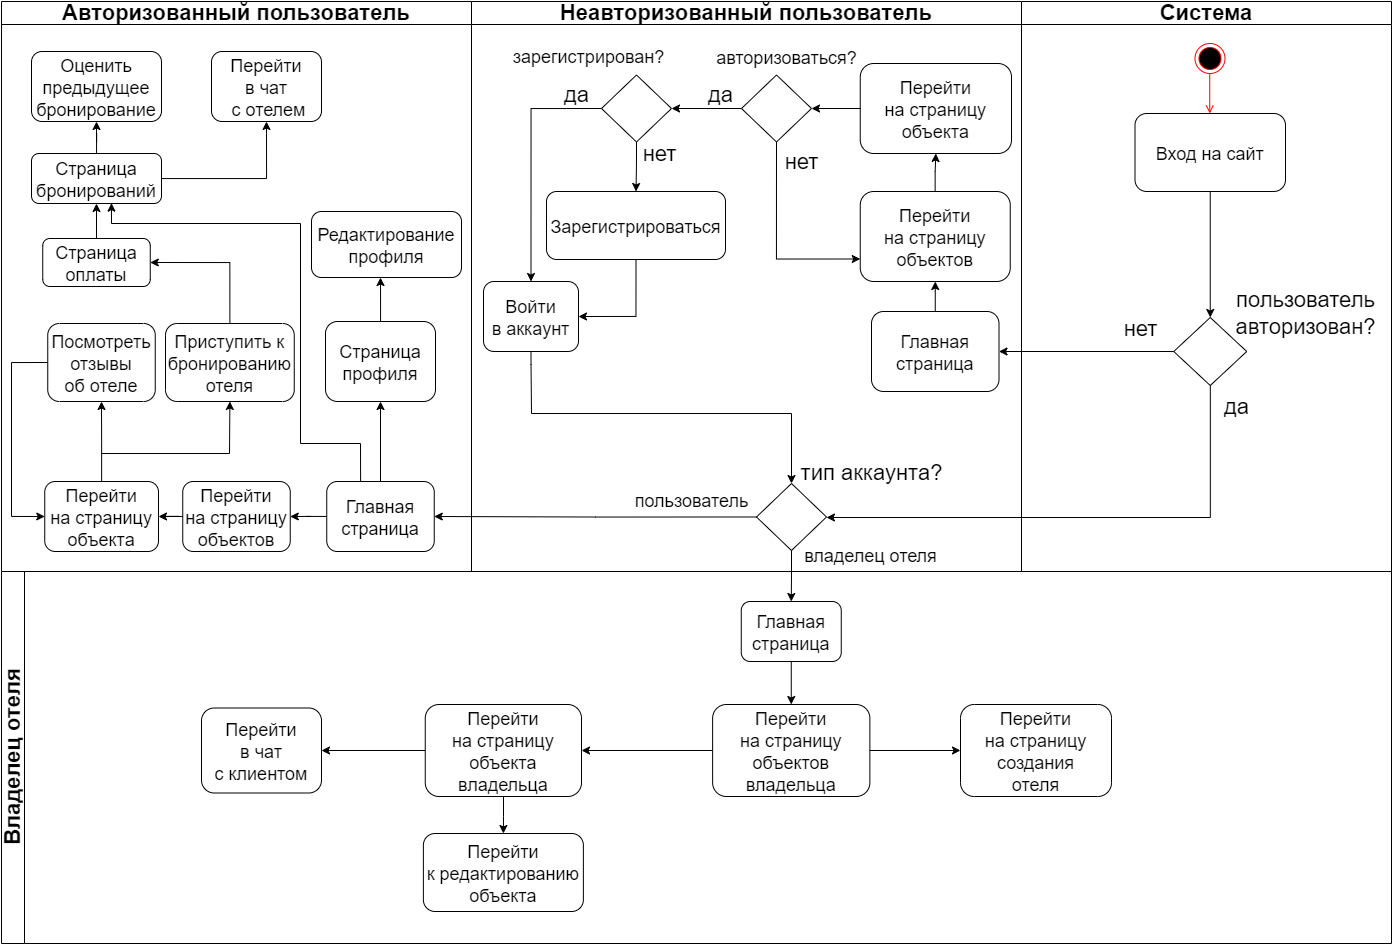 Авторизованный пользователь
Неавторизованный пользователь
Система
Оценить
предыдущее
бронирование
Перейти
в чат
с отелем
Страница
бронирований
Страница
оплаты
Редактирование
профиля
Посмотреть
отзывы
об отеле
Приступить к
бронированию
отеля
Страница
профиля
Перейти
на страницу
объекта
Перейти
на страницу
объектов
Главная
страница
зарегистрирован?
авторизоваться?
да
да
нет
нет
Перейти
на страницу
объекта
Зарегистрироваться
Перейти
на страницу
объектов
Войти
в аккаунт
Главная
страница
тип аккаунта?
пользователь
владелец отеля
Вход на сайт
пользователь
авторизован?
нет
да
Владелец отеля
Главная
страница
Перейти
в чат
с клиентом
Перейти
на страницу
объекта
владельца
Перейти
на страницу
объектов
владельца
Перейти
на страницу
создания
отеля
Перейти
к редактированию
объекта